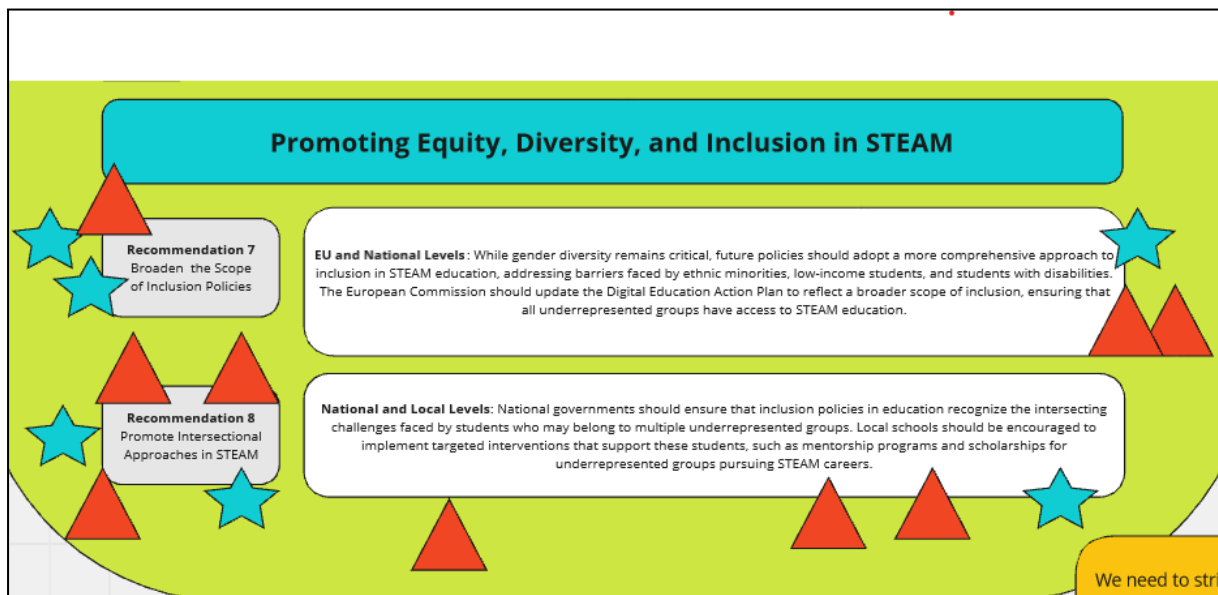 Promoting Equity, Diversity, and Inclusion in STEAM
Recommendation 7
Broaden the Scope
of Inclusion Policies
EU and National Levels: While gender diversity remains critical, future policies should adopt a more comprehensive approach to
inclusion in STEAM education, addressing barriers faced by ethnic minorities, low-income students, and students with disabilities.
The European Commission should update the Digital Education Action Plan to reflect a broader scope of inclusion, ensuring that
all underrepresented groups have access to STEAM education.
Recommendation 8
Promote Intersectional
Approaches in STEAM
National and Local Levels: National governments should ensure that inclusion policies in education recognize the intersecting
challenges faced by students who may belong to multiple underrepresented groups. Local schools should be encouraged to
implement targeted interventions that support these students, such as mentorship programs and scholarships for
underrepresented groups pursuing STEAM careers.
We need to stri